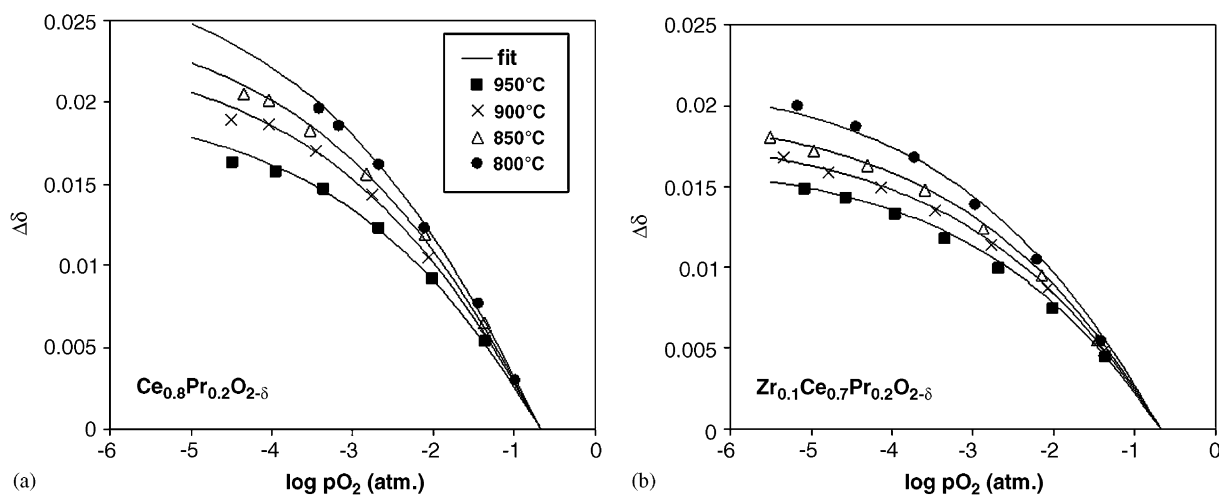 0.025
0.02
0.015
0.01
0.005
0
Δδ
-6 -5 -4 -3 -2 -1 0
log pO₂ (atm.)
fit
950°C
900°C
850°C
800°C
Ce₀.₈Pr₀.₂O₂₋δ
(a)
0.025
0.02
0.015
0.01
0.005
0
Δδ
-6 -5 -4 -3 -2 -1 0
log pO₂ (atm.)
Zr₀.₁Ce₀.₇Pr₀.₂O₂₋δ
(b)